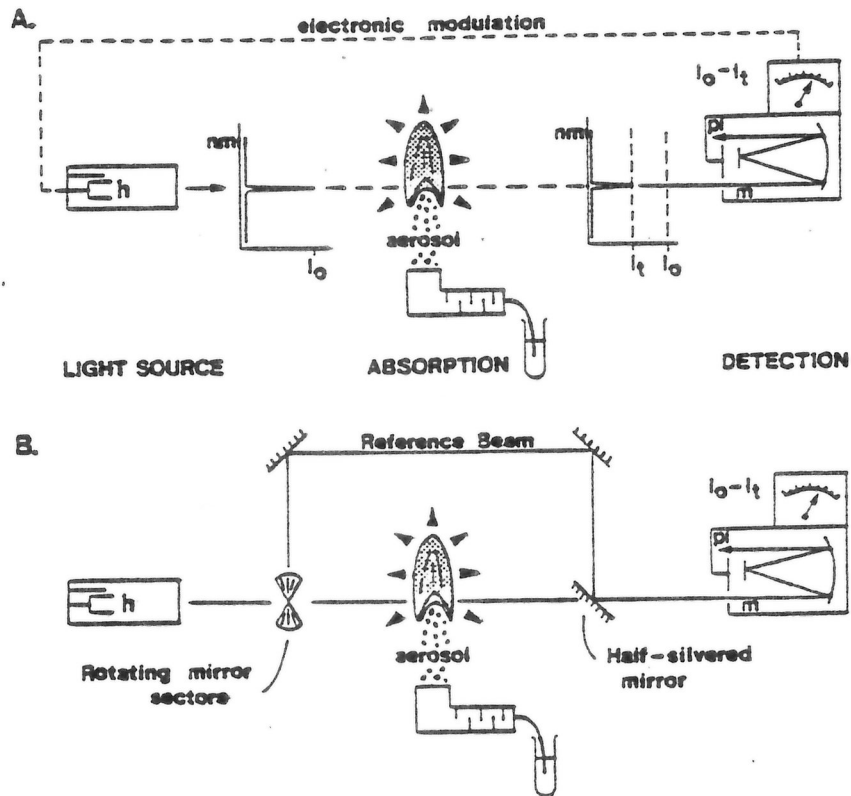 A.
electronic modulation
Io-It
nm
nm
pl
h
m
aerosol
Io
It
Io
LIGHT SOURCE
ABSORPTION
DETECTION
B.
Reference Beam
Io-It
pl
h
m
aerosol
Rotating mirror
sectors
Half-silvered
mirror